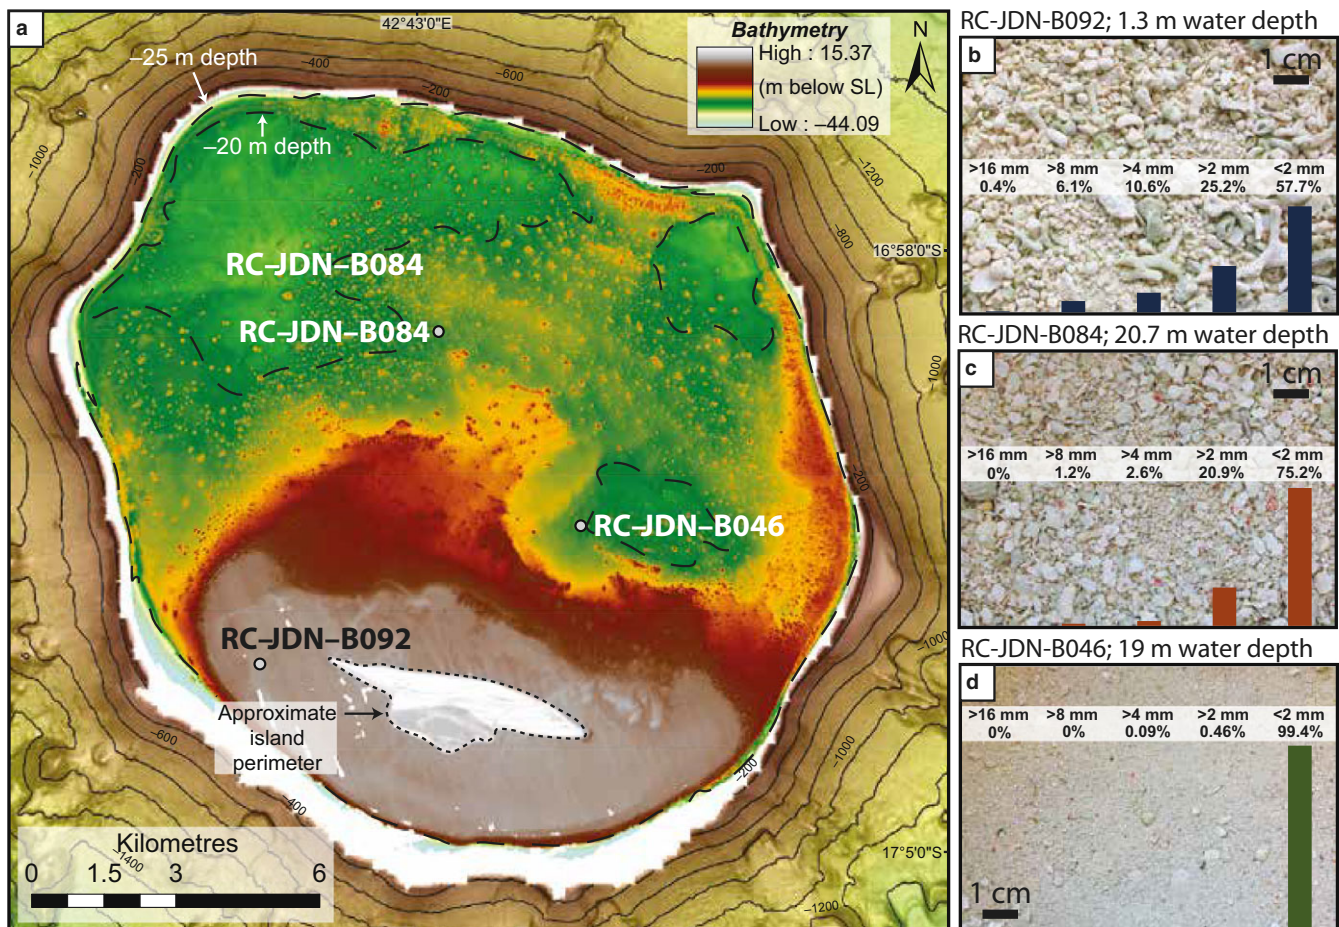 a
42°43'0"E
–25 m depth
–20 m depth
Bathymetry
High : 15.37
(m below SL)
Low : –44.09
N
–400
–600
–200
–200
–1000
–200
–1200
–800
16°58'0"S
–1000
RC–JDN–B084
RC–JDN–B084
–200
RC–JDN–B046
RC–JDN–B092
–1000
Approximate
island
perimeter
–600
–200
–1000
–400
17°5'0"S
Kilometres
–1400
0 1.5 3 6
–1200
RC-JDN-B092; 1.3 m water depth
b
1 cm
>16 mm >8 mm >4 mm >2 mm <2 mm
0.4% 6.1% 10.6% 25.2% 57.7%
RC-JDN-B084; 20.7 m water depth
c
1 cm
>16 mm >8 mm >4 mm >2 mm <2 mm
0% 1.2% 2.6% 20.9% 75.2%
RC-JDN-B046; 19 m water depth
d
>16 mm >8 mm >4 mm >2 mm <2 mm
0% 0% 0.09% 0.46% 99.4%
1 cm